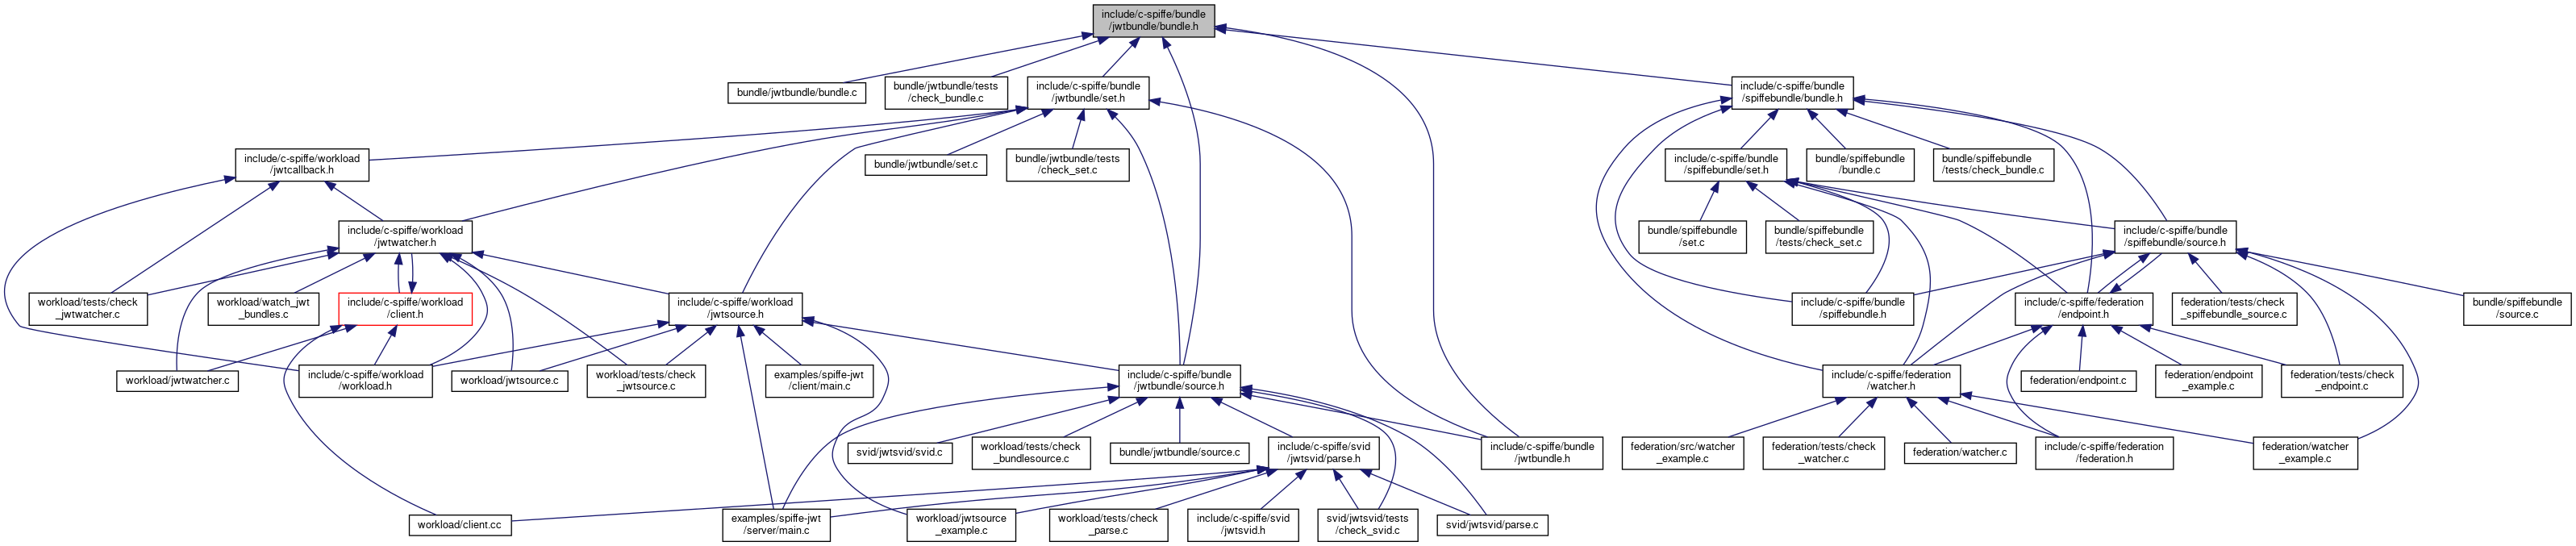 include/c-spiffe/bundle
/jwtbundle/bundle.h
bundle/jwtbundle/bundle.c
bundle/jwtbundle/tests
/check_bundle.c
include/c-spiffe/bundle
/jwtbundle/set.h
include/c-spiffe/bundle
/spiffebundle/bundle.h
include/c-spiffe/workload
/jwtcallback.h
bundle/jwtbundle/set.c
bundle/jwtbundle/tests
/check_set.c
include/c-spiffe/bundle
/spiffebundle/set.h
bundle/spiffebundle
/bundle.c
bundle/spiffebundle
/tests/check_bundle.c
include/c-spiffe/workload
/jwtwatcher.h
bundle/spiffebundle
/set.c
bundle/spiffebundle
/tests/check_set.c
include/c-spiffe/bundle
/spiffebundle/source.h
workload/tests/check
_jwtwatcher.c
workload/watch_jwt
_bundles.c
include/c-spiffe/workload
/client.h
include/c-spiffe/workload
/jwtsource.h
include/c-spiffe/bundle
/spiffebundle.h
include/c-spiffe/federation
/endpoint.h
federation/tests/check
_spiffebundle_source.c
bundle/spiffebundle
/source.c
workload/jwtwatcher.c
include/c-spiffe/workload
/workload.h
workload/jwtsource.c
workload/tests/check
_jwtsource.c
examples/spiffe-jwt
/client/main.c
include/c-spiffe/bundle
/jwtbundle/source.h
include/c-spiffe/federation
/watcher.h
federation/endpoint.c
federation/endpoint
_example.c
federation/tests/check
_endpoint.c
svid/jwtsvid/svid.c
workload/tests/check
_bundlesource.c
bundle/jwtbundle/source.c
include/c-spiffe/svid
/jwtsvid/parse.h
include/c-spiffe/bundle
/jwtbundle.h
federation/src/watcher
_example.c
federation/tests/check
_watcher.c
federation/watcher.c
include/c-spiffe/federation
/federation.h
federation/watcher
_example.c
workload/client.cc
examples/spiffe-jwt
/server/main.c
workload/jwtsource
_example.c
workload/tests/check
_parse.c
include/c-spiffe/svid
/jwtsvid.h
svid/jwtsvid/tests
/check_svid.c
svid/jwtsvid/parse.c